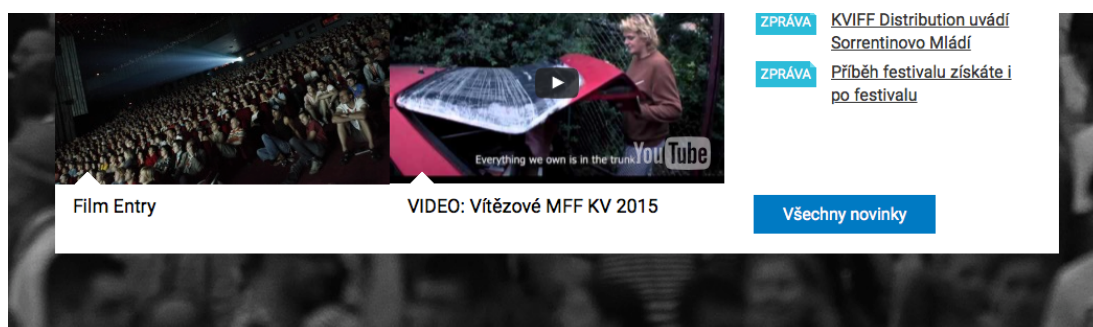 Everything we own is in the trunk
YouTube
Film Entry
VIDEO: Vítězové MFF KV 2015
ZPRÁVA
KVIFF Distribution uvádí
Sorrentinovo Mládí
ZPRÁVA
Příběh festivalu získáte i
po festivalu
Všechny novinky